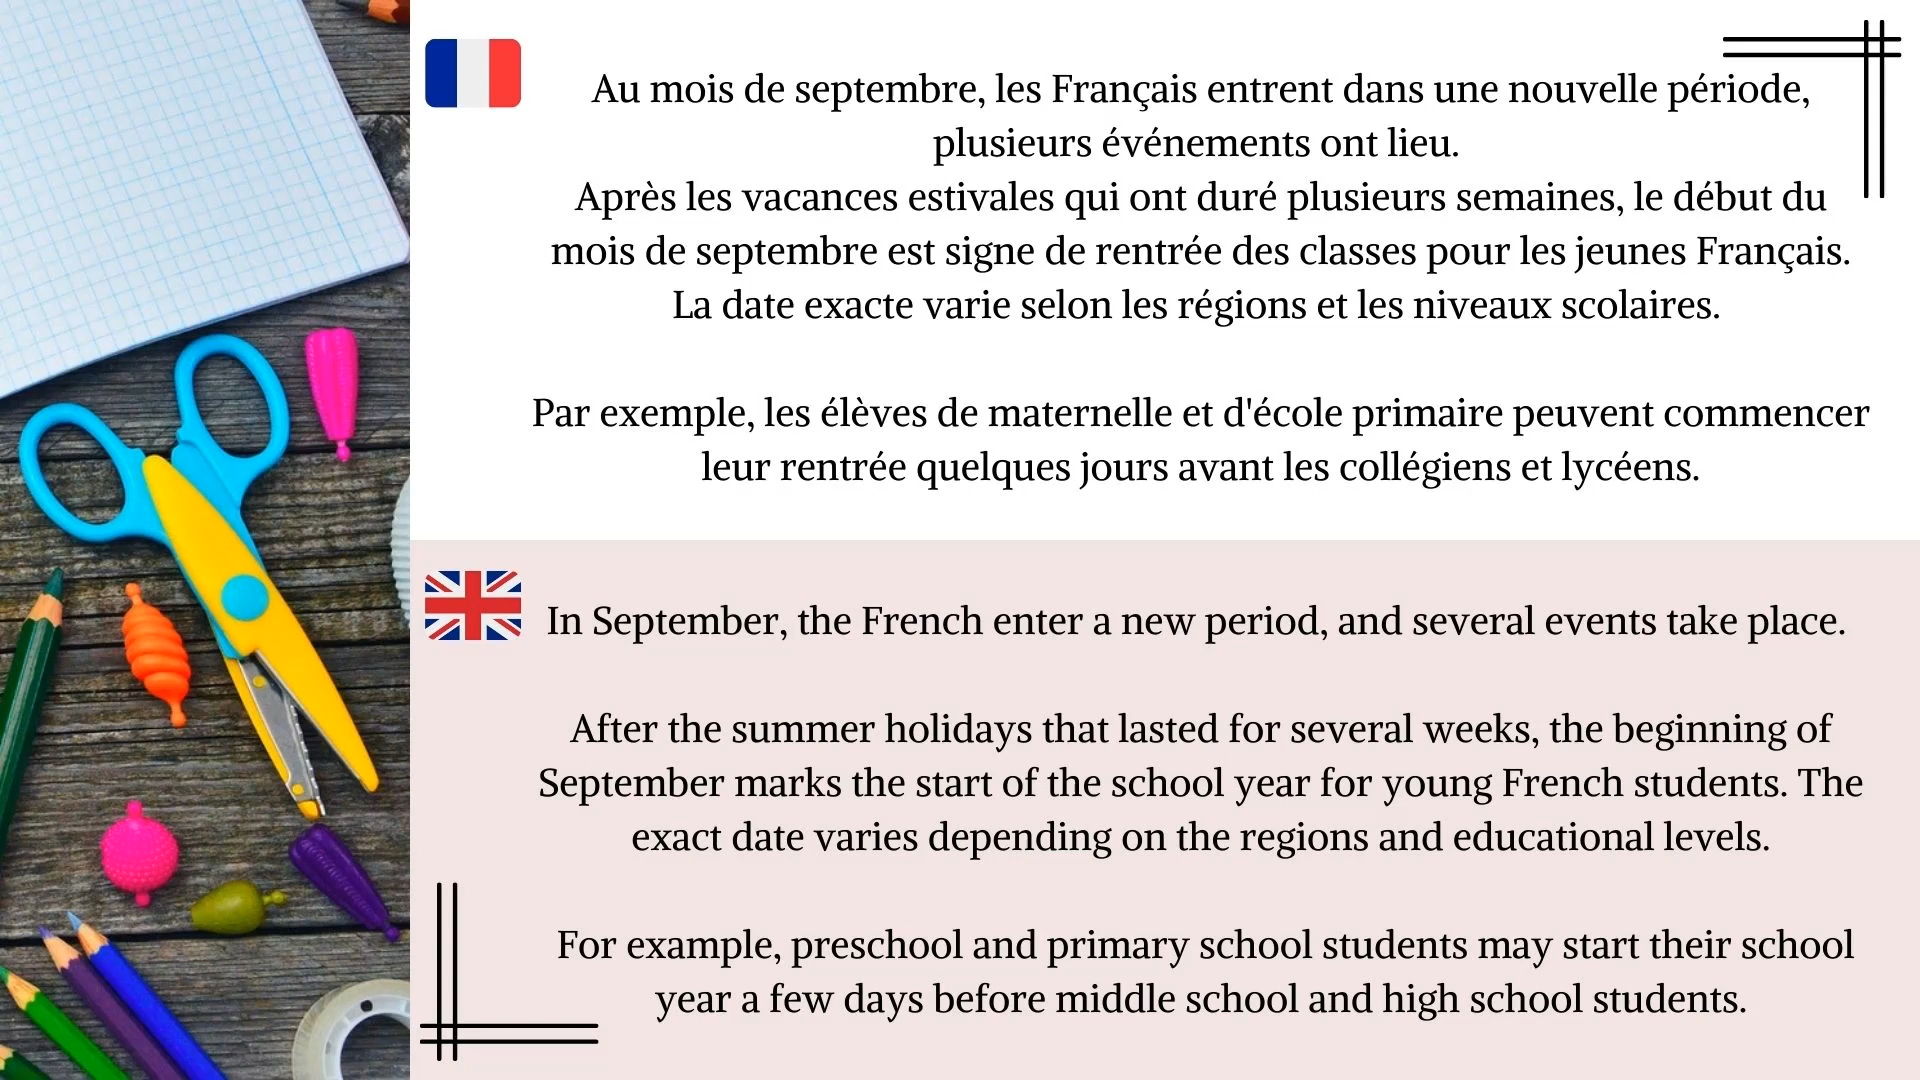 Au mois de septembre, les Français entrent dans une nouvelle période,
plusieurs événements ont lieu.
Après les vacances estivales qui ont duré plusieurs semaines, le début du
mois de septembre est signe de rentrée des classes pour les jeunes Français.
La date exacte varie selon les régions et les niveaux scolaires.
Par exemple, les élèves de maternelle et d'école primaire peuvent commencer
leur rentrée quelques jours avant les collégiens et lycéens.
In September, the French enter a new period, and several events take place.
After the summer holidays that lasted for several weeks, the beginning of
September marks the start of the school year for young French students. The
exact date varies depending on the regions and educational levels.
For example, preschool and primary school students may start their school
year a few days before middle school and high school students.